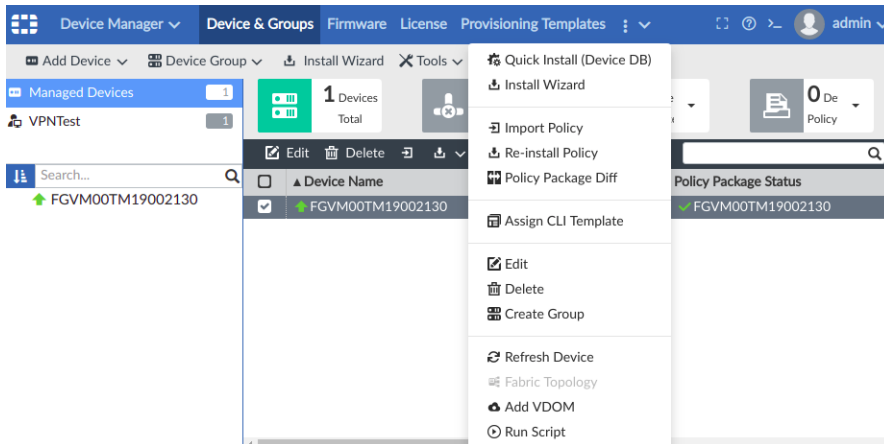 Device Manager
Device & Groups
Firmware
License
Provisioning Templates
admin
Add Device
Device Group
Install Wizard
Tools
Managed Devices
1
VPNTest
1
Search...
FGVM00TM19002130
1 Devices
Total
0 De
Policy
Edit
Delete
Device Name
Policy Package Status
FGVM00TM19002130
FGVM00TM19002130
Quick Install (Device DB)
Install Wizard
Import Policy
Re-install Policy
Policy Package Diff
Assign CLI Template
Edit
Delete
Create Group
Refresh Device
Fabric Topology
Add VDOM
Run Script